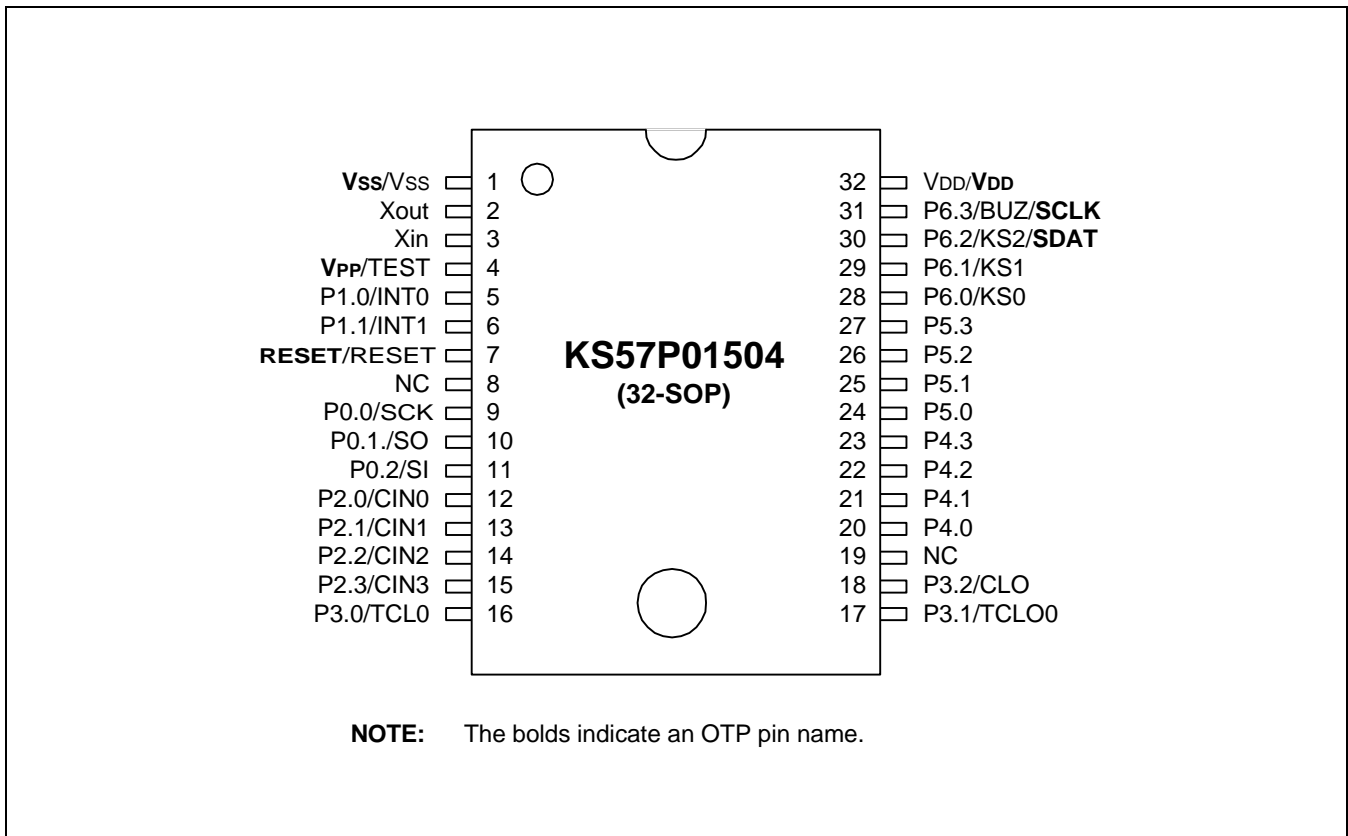 VSS/VSS 1
Xout 2
Xin 3
VPP/TEST 4
P1.0/INT0 5
P1.1/INT1 6
RESET/RESET 7
NC 8
P0.0/SCK 9
P0.1./SO 10
P0.2/SI 11
P2.0/CIN0 12
P2.1/CIN1 13
P2.2/CIN2 14
P2.3/CIN3 15
P3.0/TCL0 16
KS57P01504
(32-SOP)
32 VDD/VDD
31 P6.3/BUZ/SCLK
30 P6.2/KS2/SDAT
29 P6.1/KS1
28 P6.0/KS0
27 P5.3
26 P5.2
25 P5.1
24 P5.0
23 P4.3
22 P4.2
21 P4.1
20 P4.0
19 NC
18 P3.2/CLO
17 P3.1/TCLO0
NOTE: The bolds indicate an OTP pin name.